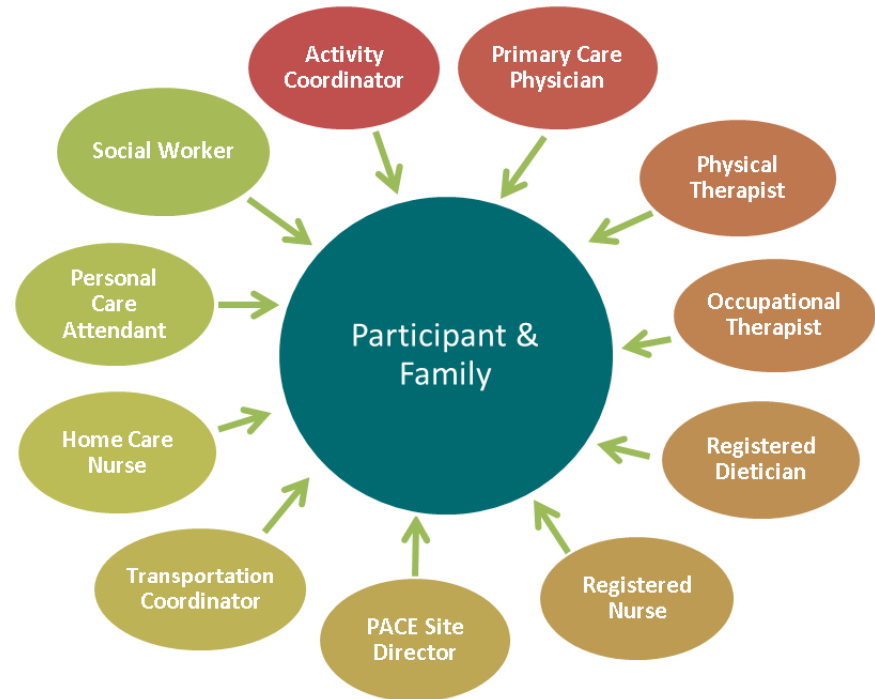 Activity
Coordinator
Primary Care
Physician
Social Worker
Physical
Therapist
Personal
Care
Attendant
Occupational
Therapist
Participant &
Family
Home Care
Nurse
Registered
Dietician
Transportation
Coordinator
Registered
Nurse
PACE Site
Director